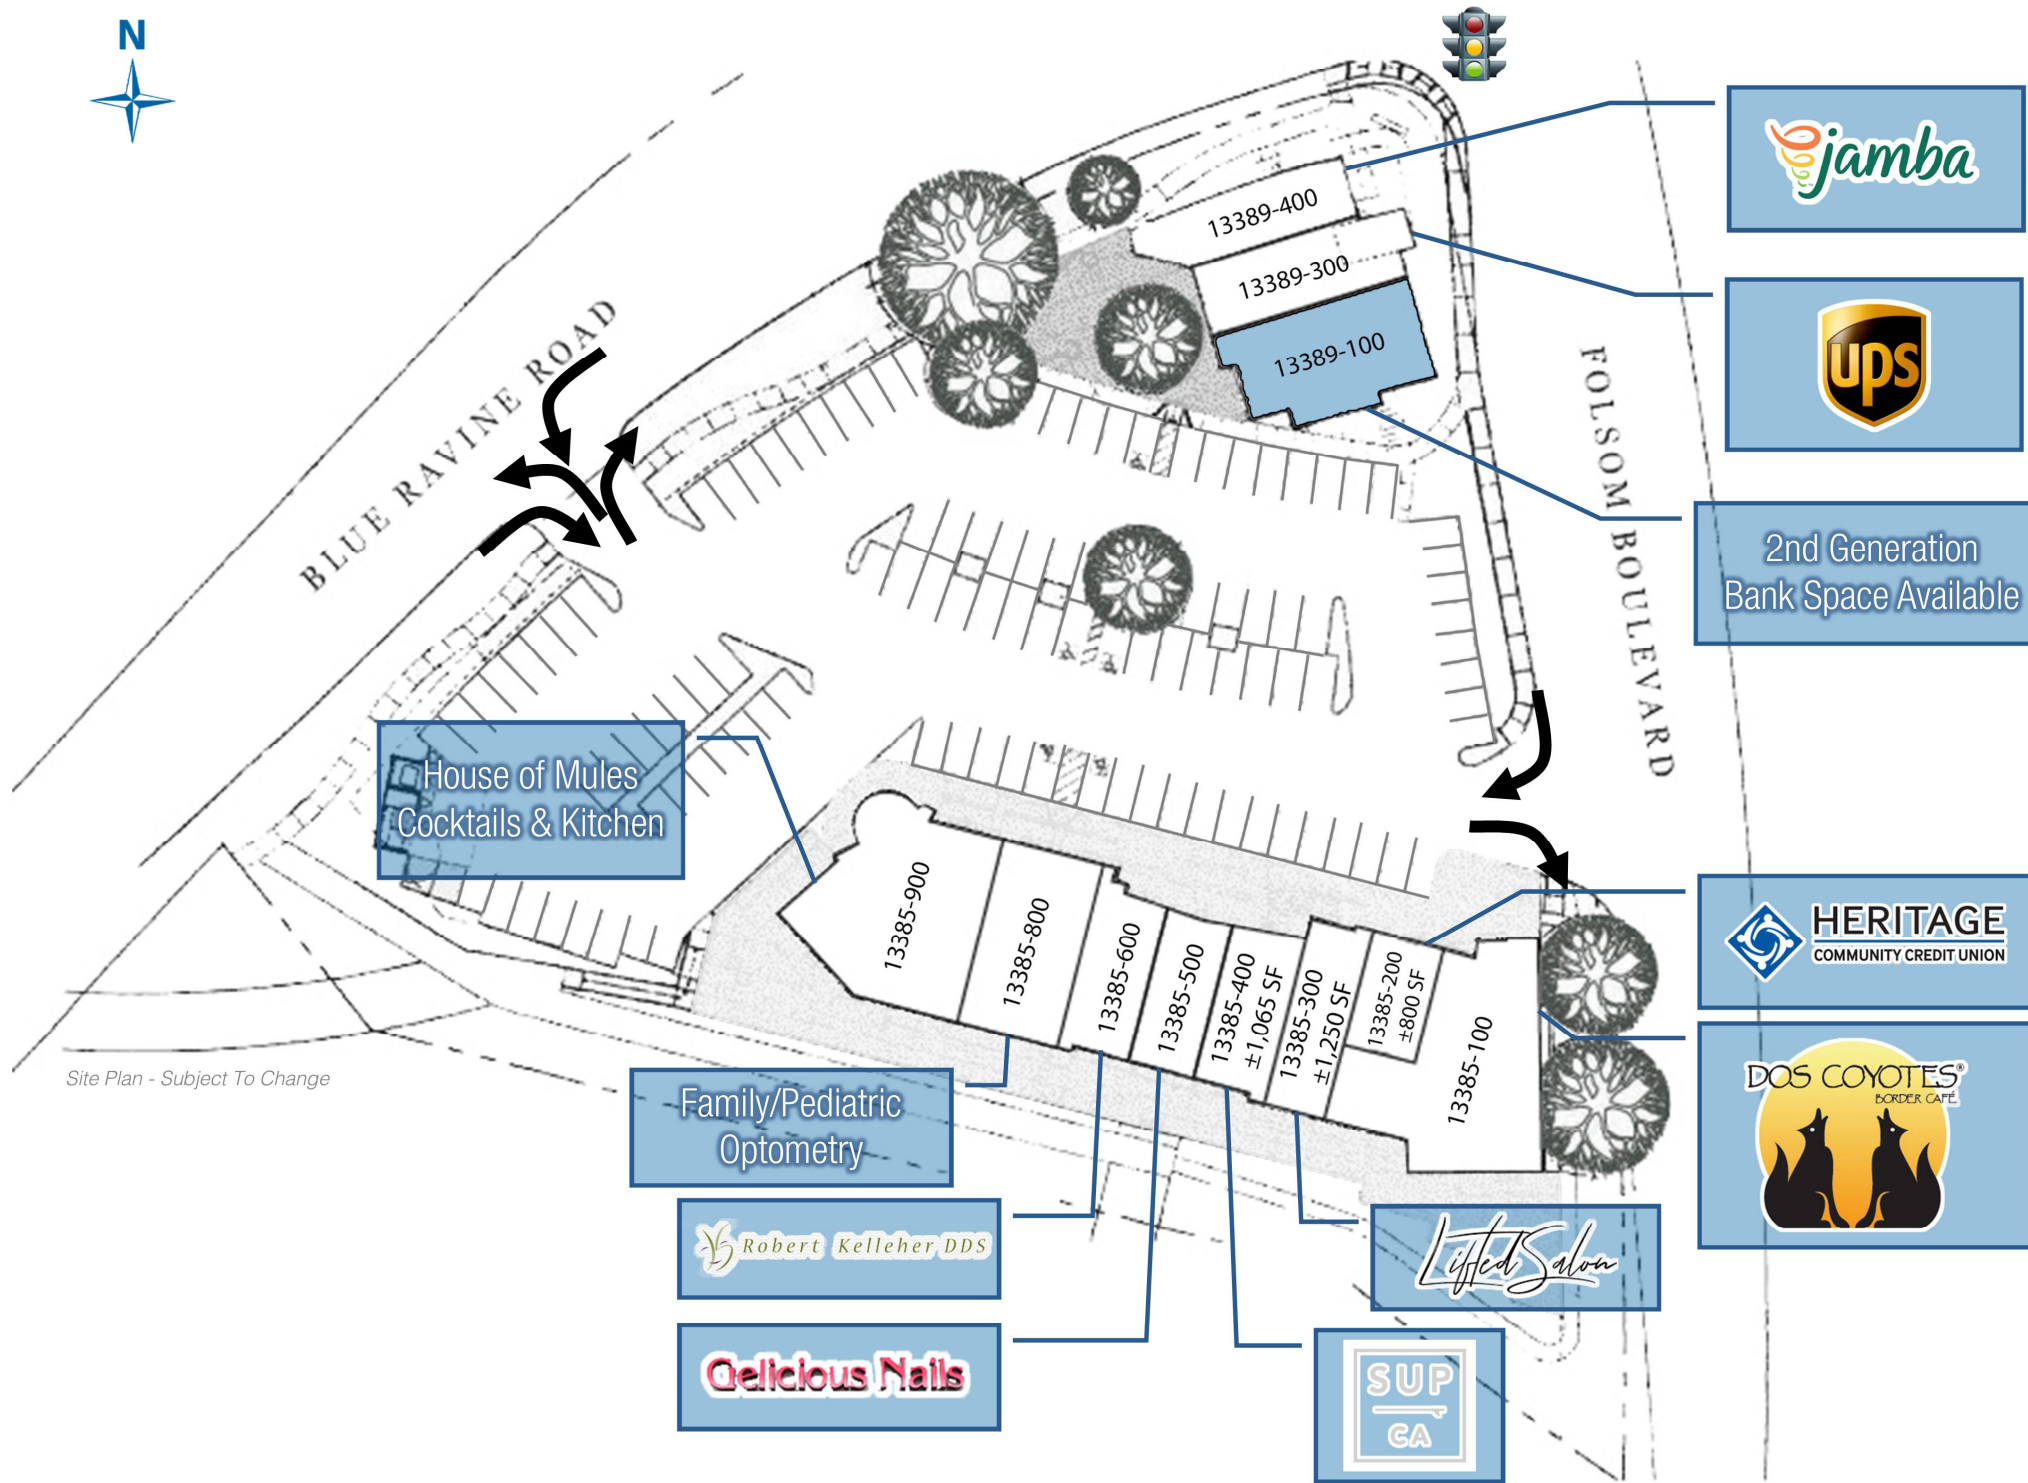 N
jamba
13389-400
13389-300
ups
13389-100
BLUE RAVINE ROAD
FOLSOM BOULEVARD
2nd Generation
Bank Space Available
House of Mules
Cocktails & Kitchen
13385-900
13385-800
13385-600
13385-500
13385-400
±1,065 SF
13385-300
±1,250 SF
13385-200
±800 SF
13385-100
HERITAGE
COMMUNITY CREDIT UNION
DOS COYOTES®
BORDER CAFÉ
Site Plan - Subject To Change
Family/Pediatric
Optometry
Robert Kelleher DDS
Gelicious Nails
Lifted Salon
SUP
CA